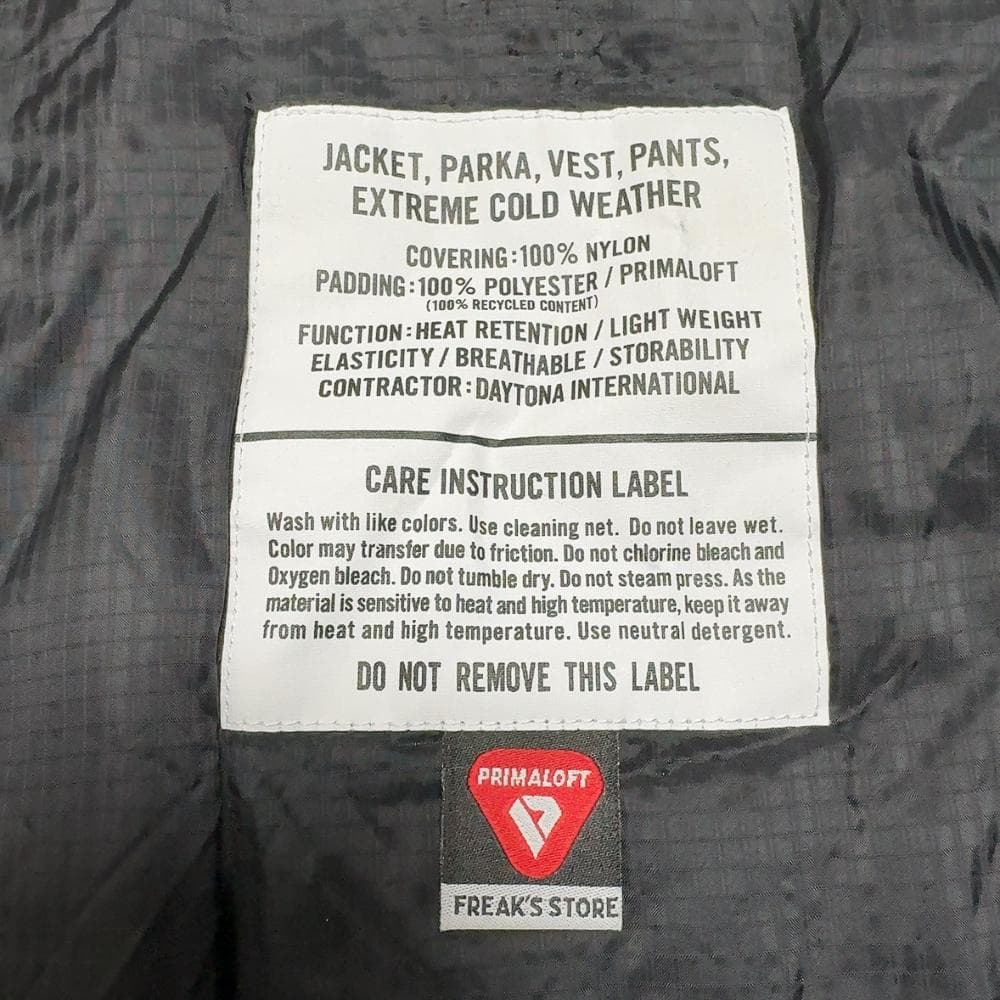 JACKET, PARKA, VEST, PANTS,
EXTREME COLD WEATHER
COVERING:100% NYLON
PADDING:100% POLYESTER / PRIMALOFT
(100% RECYCLED CONTENT)
FUNCTION:HEAT RETENTION / LIGHT WEIGHT
ELASTICITY / BREATHABLE / STORABILITY
CONTRACTOR:DAYTONA INTERNATIONAL
CARE INSTRUCTION LABEL
Wash with like colors. Use cleaning net. Do not leave wet.
Color may transfer due to friction. Do not chlorine bleach and
Oxygen bleach. Do not tumble dry. Do not steam press. As the
material is sensitive to heat and high temperature, keep it away
from heat and high temperature. Use neutral detergent.
DO NOT REMOVE THIS LABEL
PRIMALOFT
FREAK'S STORE